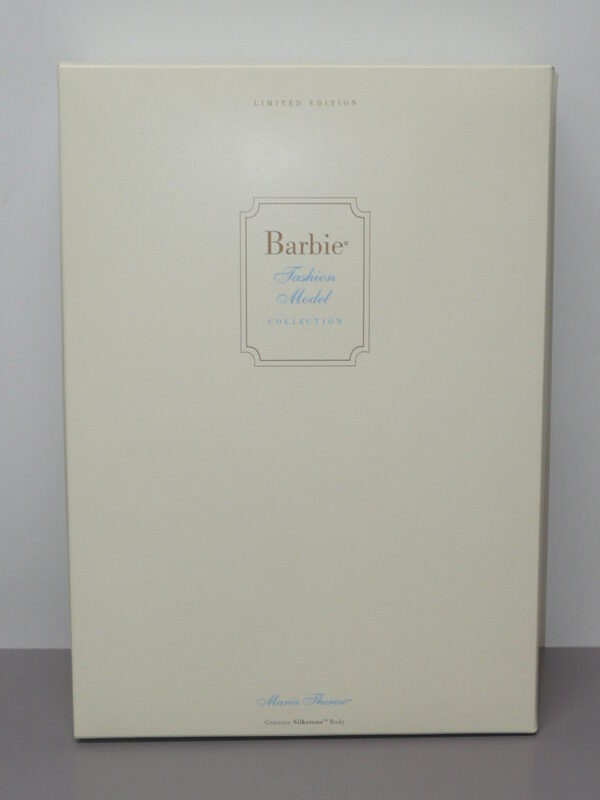 LIMITED EDITION
Barbie®
Fashion
Model
COLLECTION
Maria Therese™
Genuine Silkstone™ Body